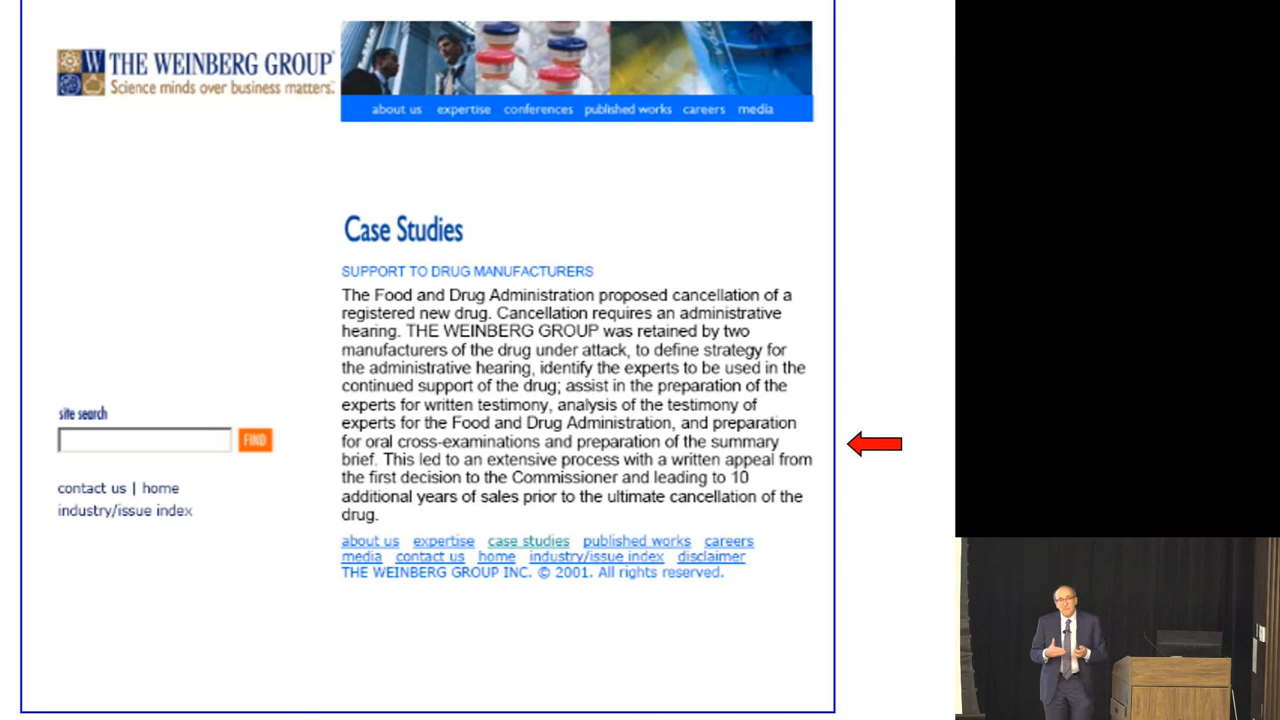 THE WEINBERG GROUP®
Science minds over business matters.™
about us expertise conferences published works careers media
Case Studies
SUPPORT TO DRUG MANUFACTURERS
The Food and Drug Administration proposed cancellation of a
registered new drug. Cancellation requires an administrative
hearing. THE WEINBERG GROUP was retained by two
manufacturers of the drug under attack, to define strategy for
the administrative hearing, identify the experts to be used in the
continued support of the drug; assist in the preparation of the
experts for written testimony, analysis of the testimony of
experts for the Food and Drug Administration, and preparation
for oral cross-examinations and preparation of the summary
brief. This led to an extensive process with a written appeal from
the first decision to the Commissioner and leading to 10
additional years of sales prior to the ultimate cancellation of the
drug.
site search
FIND
contact us | home
industry/issue index
about us expertise case studies published works careers
media contact us home industry/issue index disclaimer
THE WEINBERG GROUP INC. © 2001. All rights reserved.